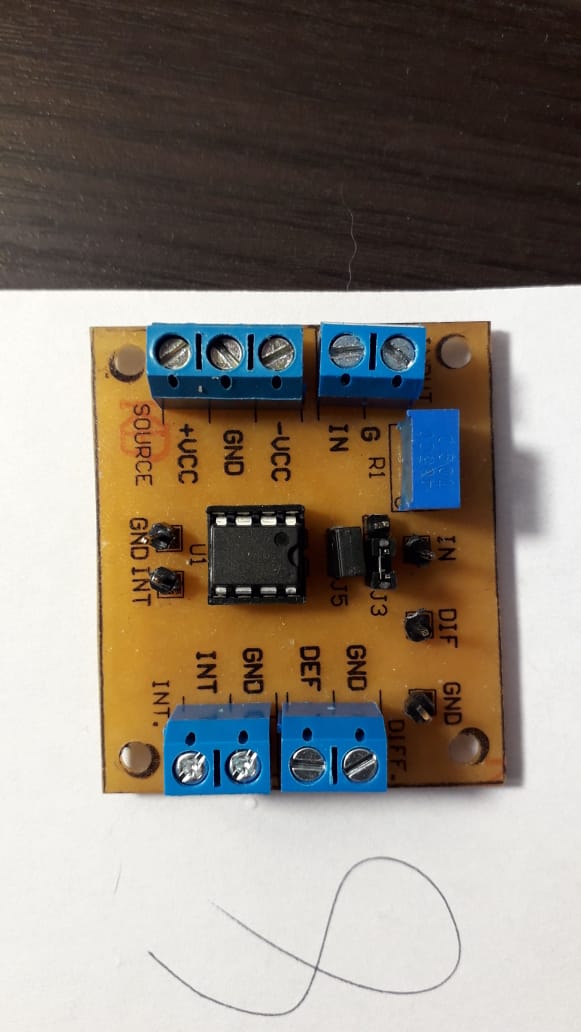 SOURCE
+VCC
GND
-VCC
IN
G
R1
GND
INT
U1
J5
J3
IN
DIF
GND
INT.
INT
GND
DEF
GND
DIFF.